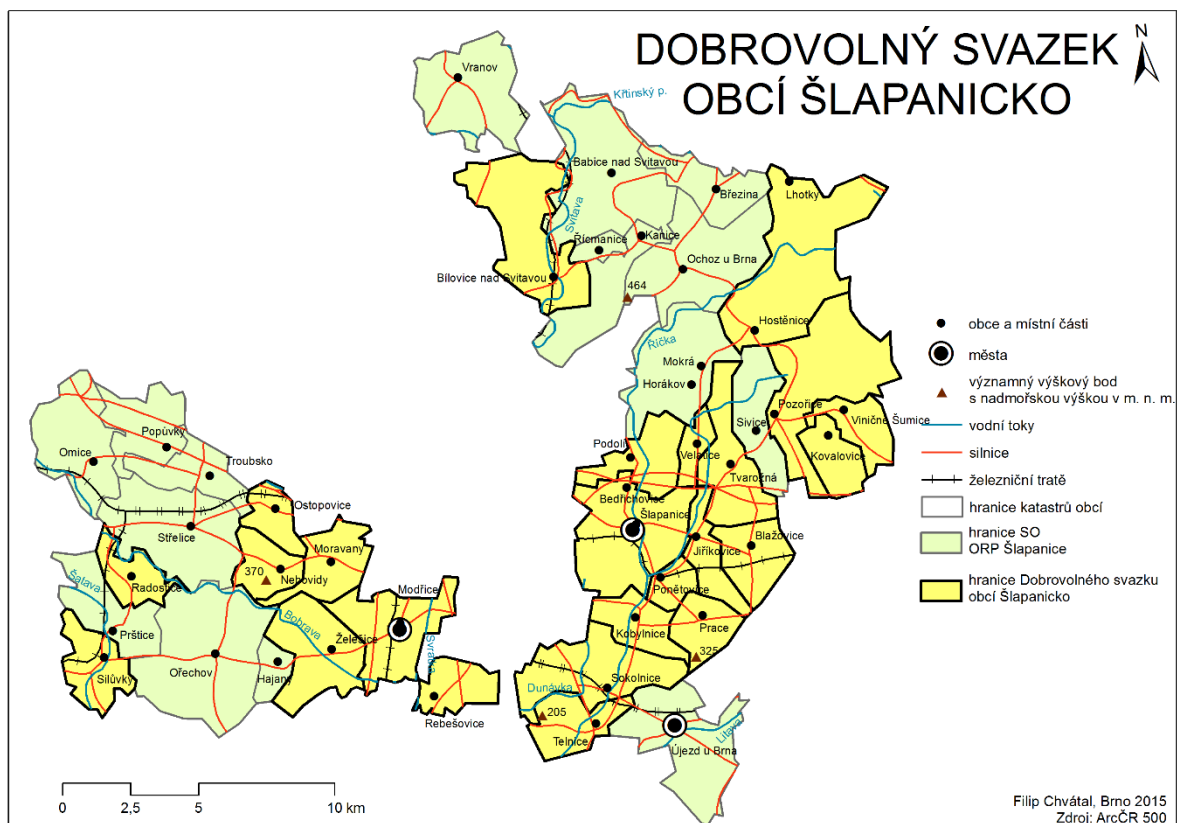 DOBROVOLNÝ SVAZEK
OBCÍ ŠLAPANICKO
N
Vranov
Křtinský p.
Babice nad Svitavou
Březina
Lhotky
Svitava
Kanice
Řícmanice
Ochoz u Brna
Bílovice nad Svitavou
464
Hostěnice
Říčka
Mokrá
Horákov
Pozořice
Viničné Šumice
Sivice
Kovalovice
Podolí
Velatice
Tvarožná
Bedřichovice
Šlapanice
Jiříkovice
Blažovice
Ponětovice
Kobylnice
Prace
325
Sokolnice
Dunávka
205
Telnice
Újezd u Brna
Litava
Popůvky
Omice
Troubsko
Ostopovice
Střelice
Moravany
370
Nebovidy
Šatava
Radostice
Modřice
Bobrava
Prštice
Želešice
Svratka
Silůvky
Ořechov
Hajany
Rebešovice
obce a místní části
města
významný výškový bod
s nadmořskou výškou v m. n. m.
vodní toky
silnice
železniční tratě
hranice katastrů obcí
hranice SO
ORP Šlapanice
hranice Dobrovolného svazku
obcí Šlapanicko
0 2,5 5 10 km
Filip Chvátal, Brno 2015
Zdroj: ArcČR 500